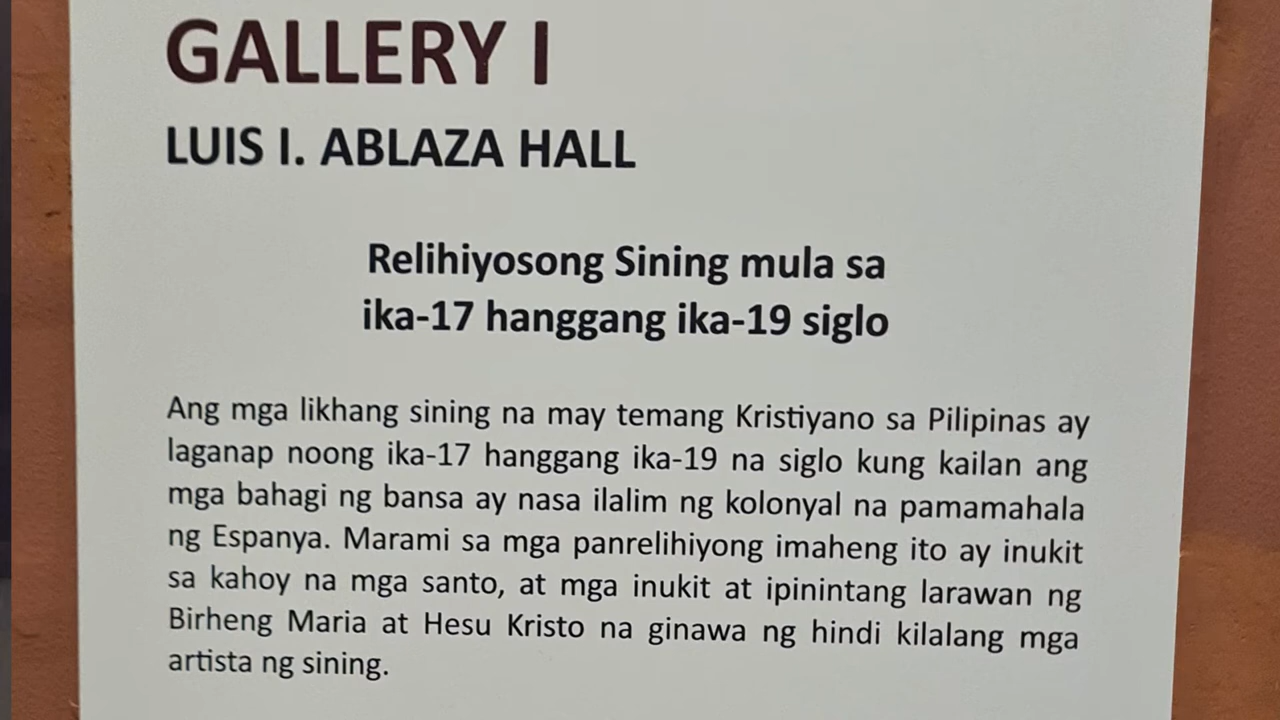 GALLERY I
LUIS I. ABLAZA HALL
Relihiyosong Sining mula sa
ika-17 hanggang ika-19 siglo
Ang mga likhang sining na may temang Kristiyano sa Pilipinas ay
laganap noong ika-17 hanggang ika-19 na siglo kung kailan ang
mga bahagi ng bansa ay nasa ilalim ng kolonyal na pamamahala
ng Espanya. Marami sa mga panrelihiyong imaheng ito ay inukit
sa kahoy na mga santo, at mga inukit at ipinintang larawan ng
Birheng Maria at Hesu Kristo na ginawa ng hindi kilalang mga
artista ng sining.